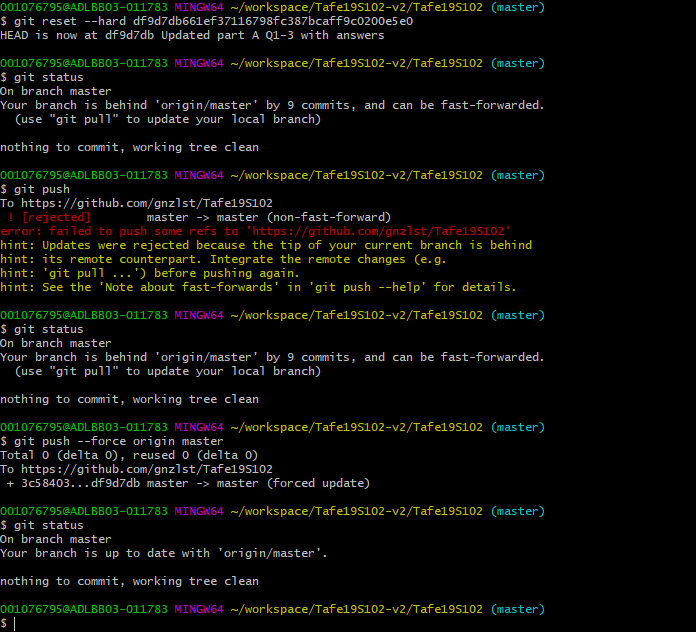 001076795@ADLBB03-011783 MINGW64 ~/workspace/Tafe19S102-v2/Tafe19S102 (master)
$ git reset --hard df9d7db661ef37116798fc387bcaff9c0200e5e0
HEAD is now at df9d7db Updated part A Q1-3 with answers
001076795@ADLBB03-011783 MINGW64 ~/workspace/Tafe19S102-v2/Tafe19S102 (master)
$ git status
On branch master
Your branch is behind 'origin/master' by 9 commits, and can be fast-forwarded.
(use "git pull" to update your local branch)
nothing to commit, working tree clean
001076795@ADLBB03-011783 MINGW64 ~/workspace/Tafe19S102-v2/Tafe19S102 (master)
$ git push
To https://github.com/gnzlst/Tafe19S102
! [rejected]        master -> master (non-fast-forward)
error: failed to push some refs to 'https://github.com/gnzlst/Tafe19S102'
hint: Updates were rejected because the tip of your current branch is behind
hint: its remote counterpart. Integrate the remote changes (e.g.
hint: 'git pull ...') before pushing again.
hint: See the 'Note about fast-forwards' in 'git push --help' for details.
001076795@ADLBB03-011783 MINGW64 ~/workspace/Tafe19S102-v2/Tafe19S102 (master)
$ git status
On branch master
Your branch is behind 'origin/master' by 9 commits, and can be fast-forwarded.
(use "git pull" to update your local branch)
nothing to commit, working tree clean
001076795@ADLBB03-011783 MINGW64 ~/workspace/Tafe19S102-v2/Tafe19S102 (master)
$ git push --force origin master
Total 0 (delta 0), reused 0 (delta 0)
To https://github.com/gnzlst/Tafe19S102
+ 3c58403...df9d7db master -> master (forced update)
001076795@ADLBB03-011783 MINGW64 ~/workspace/Tafe19S102-v2/Tafe19S102 (master)
$ git status
On branch master
Your branch is up to date with 'origin/master'.
nothing to commit, working tree clean
001076795@ADLBB03-011783 MINGW64 ~/workspace/Tafe19S102-v2/Tafe19S102 (master)
$